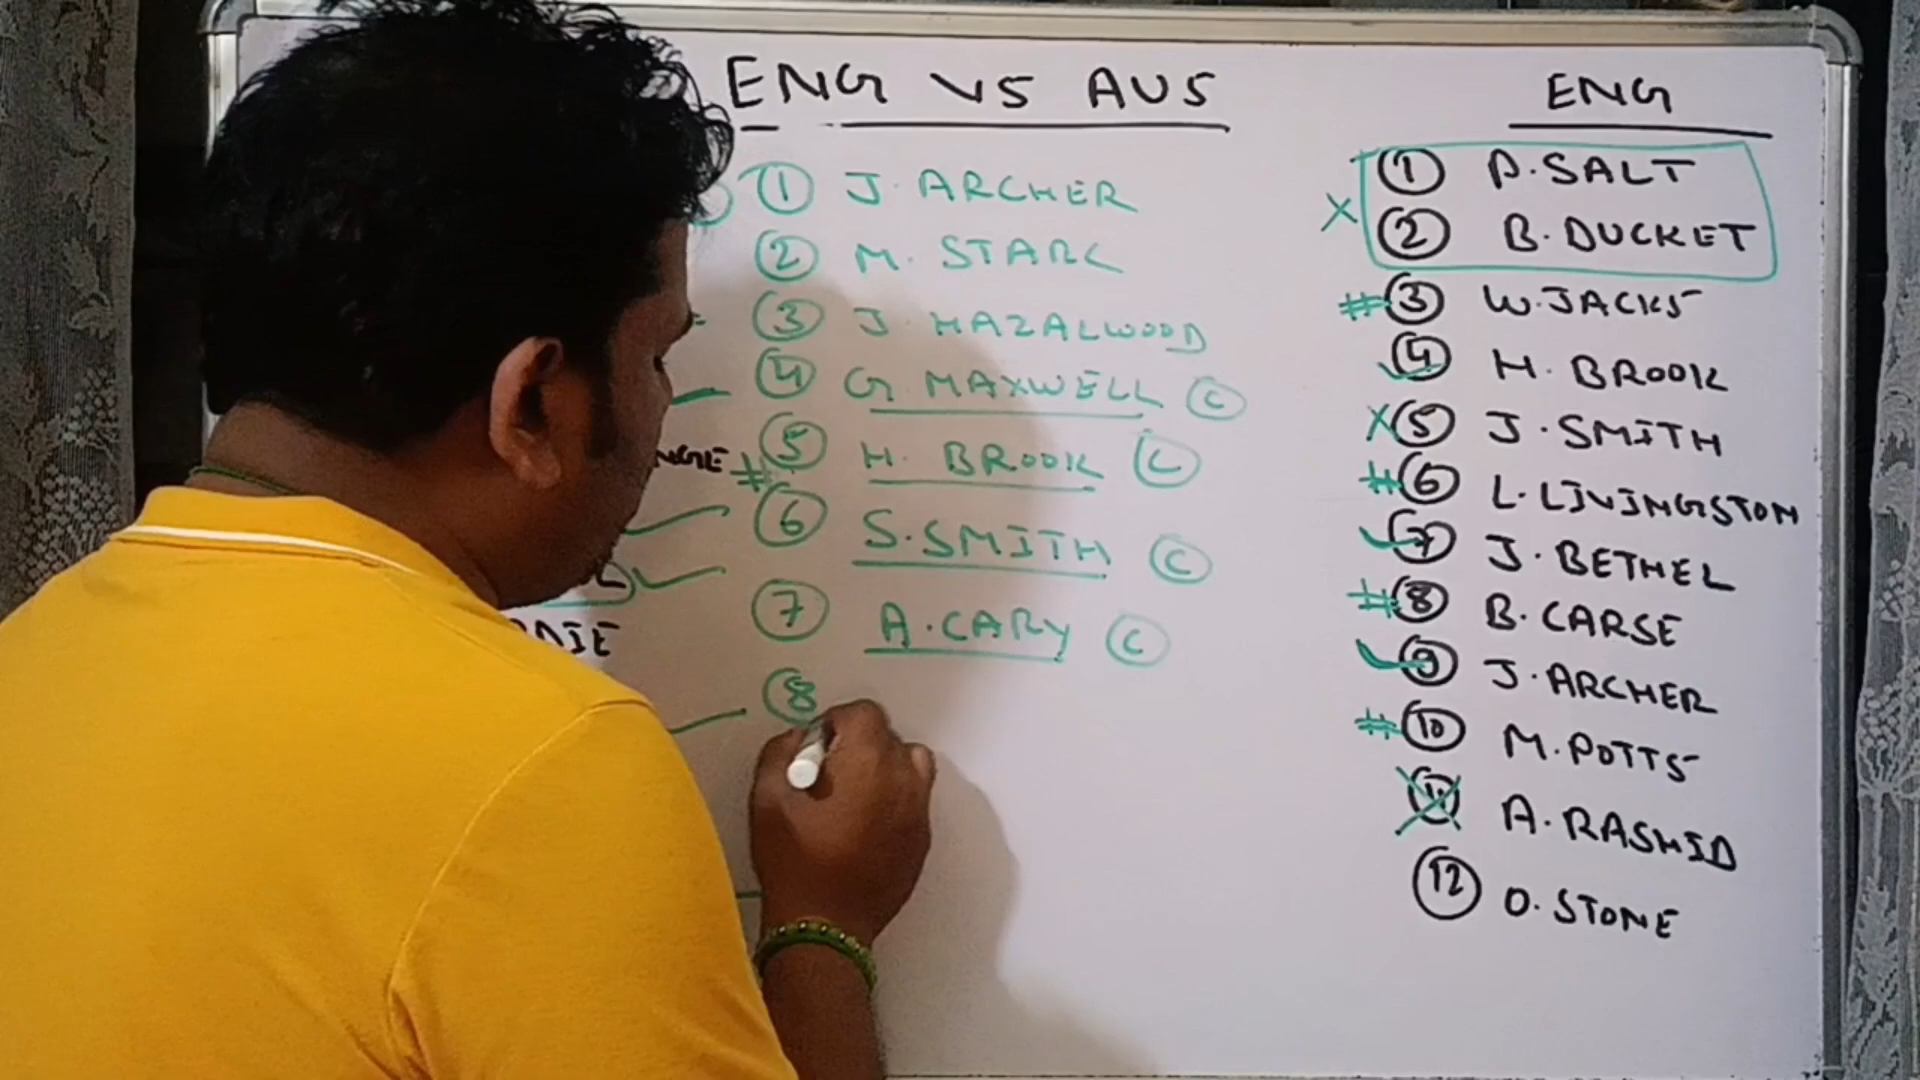 ENG VS AUS
① J. ARCHER
② M. STARC
③ J. HAZALWOOD
④ G. MAXWELL Ⓒ
# ⑤ H. BROOK Ⓒ
⑥ S. SMITH Ⓒ
⑦ A. CARY Ⓒ
⑧
ENG
① P. SALT
X ② B. DUCKET
# ③ W. JACKS
④ H. BROOK
X ⑤ J. SMITH
# ⑥ L. LIVINGSTON
✓ ⑦ J. BETHEL
# ⑧ B. CARSE
✓ ⑨ J. ARCHER
# ⑩ M. POTTS
X ⑪ A. RASHID
⑫ O. STONE